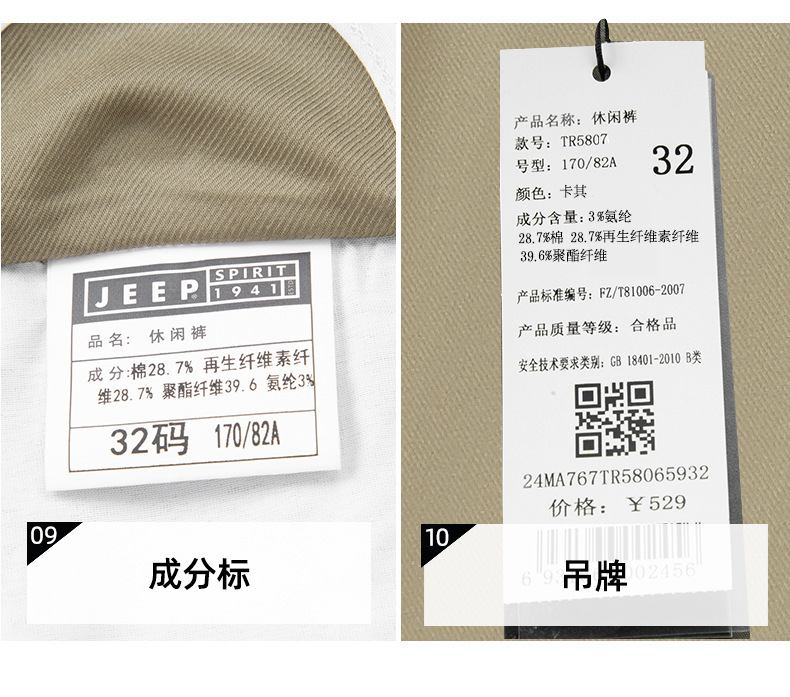 JEEP SPIRIT
1941 ESTD
品名: 休闲裤
成分:棉28.7% 再生纤维素纤
维28.7% 聚酯纤维39.6 氨纶3%
32码 170/82A
09
成分标
产品名称: 休闲裤
款号: TR5807
号型: 170/82A
32
颜色: 卡其
成分含量: 3%氨纶
28.7%棉 28.7%再生纤维素纤维
39.6%聚酯纤维
产品标准编号: FZ/T81006-2007
产品质量等级: 合格品
安全技术要求类别: GB 18401-2010 B类
24MA767TR58065932
价格: ￥529
10
吊牌